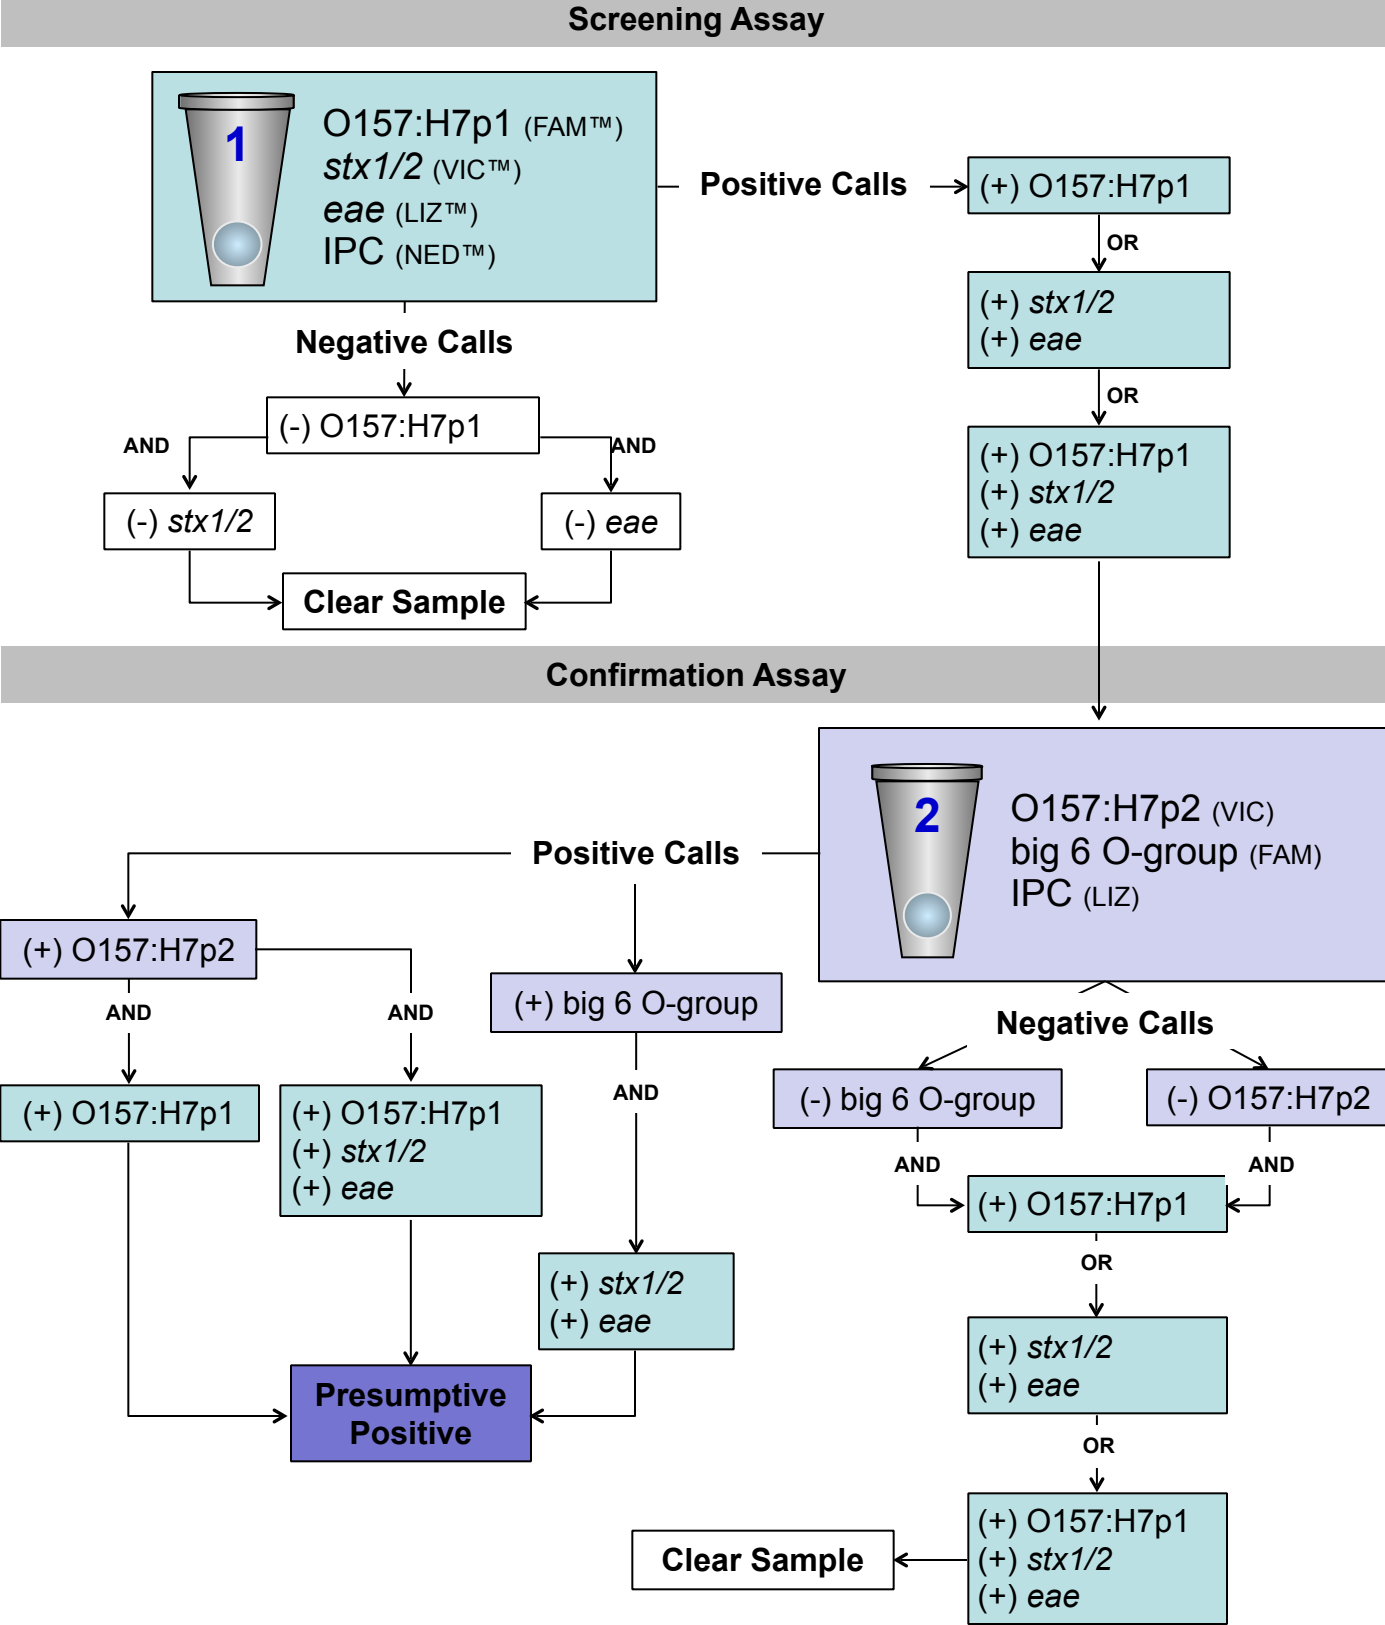 Screening Assay
1
O157:H7p1 (FAM™)
stx1/2 (VIC™)
eae (LIZ™)
IPC (NED™)
Positive Calls
(+) O157:H7p1
OR
(+) stx1/2
(+) eae
OR
(+) O157:H7p1
(+) stx1/2
(+) eae
Negative Calls
(-) O157:H7p1
AND
AND
(-) stx1/2
(-) eae
Clear Sample
Confirmation Assay
2
O157:H7p2 (VIC)
big 6 O-group (FAM)
IPC (LIZ)
Positive Calls
(+) O157:H7p2
AND
AND
(+) O157:H7p1
(+) O157:H7p1
(+) stx1/2
(+) eae
(+) big 6 O-group
AND
(+) stx1/2
(+) eae
Presumptive
Positive
Negative Calls
(-) big 6 O-group
(-) O157:H7p2
AND
AND
(+) O157:H7p1
OR
(+) stx1/2
(+) eae
OR
(+) O157:H7p1
(+) stx1/2
(+) eae
Clear Sample